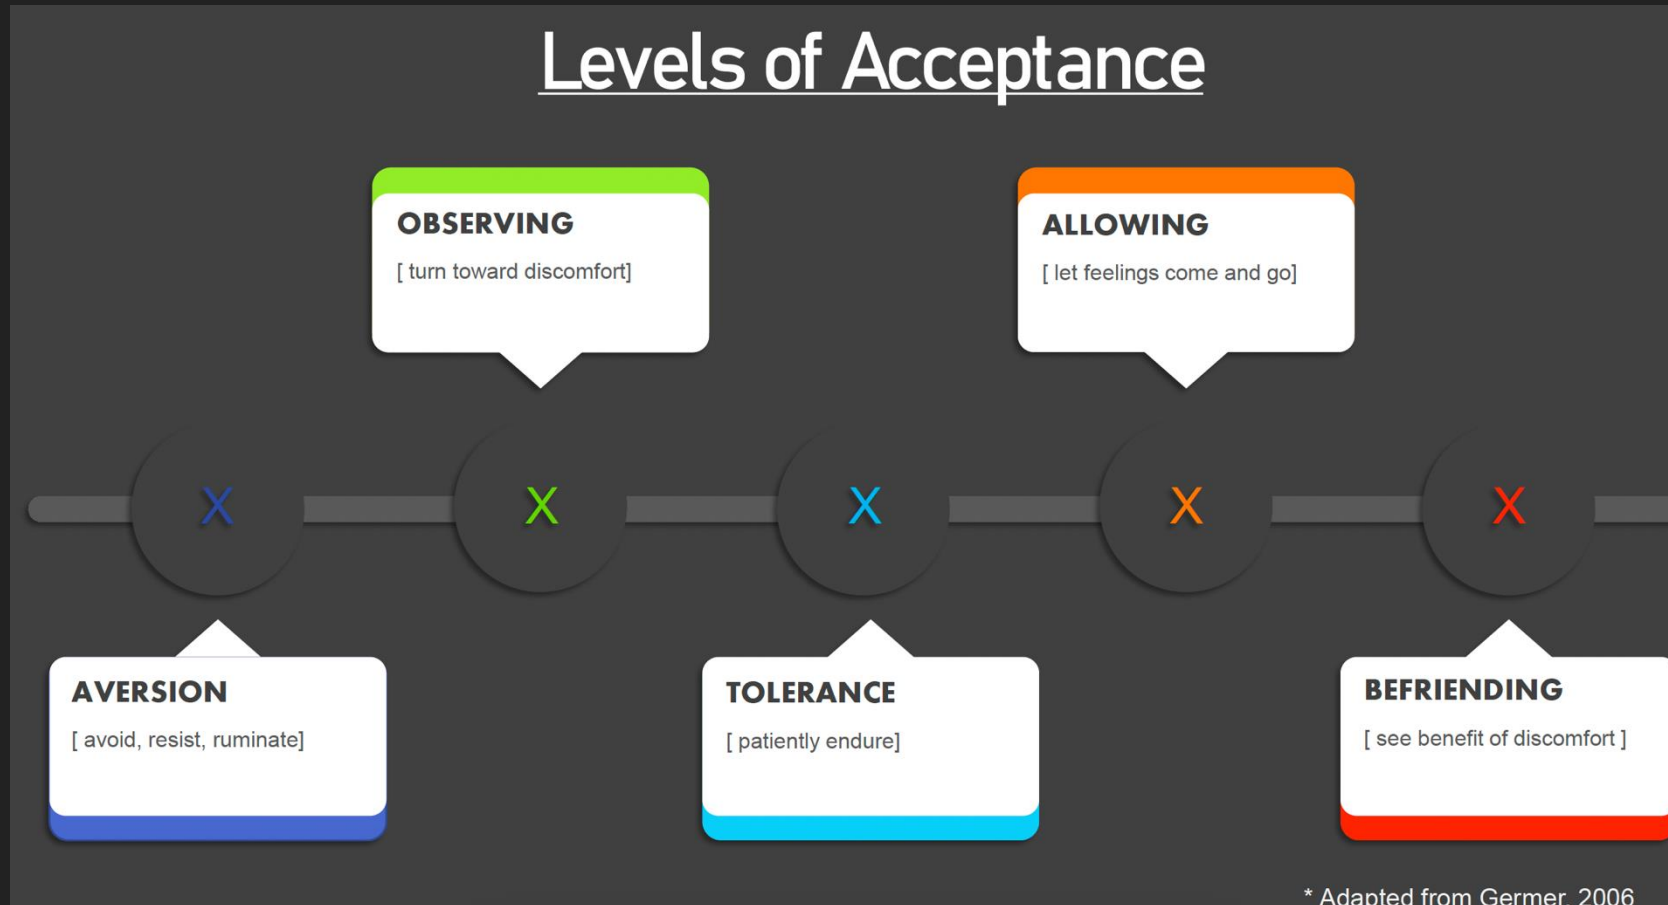 Levels of Acceptance
OBSERVING
[ turn toward discomfort]
ALLOWING
[ let feelings come and go]
X X X X X
AVERSION
[ avoid, resist, ruminate]
TOLERANCE
[ patiently endure]
BEFRIENDING
[ see benefit of discomfort ]
* Adapted from Germer, 2006